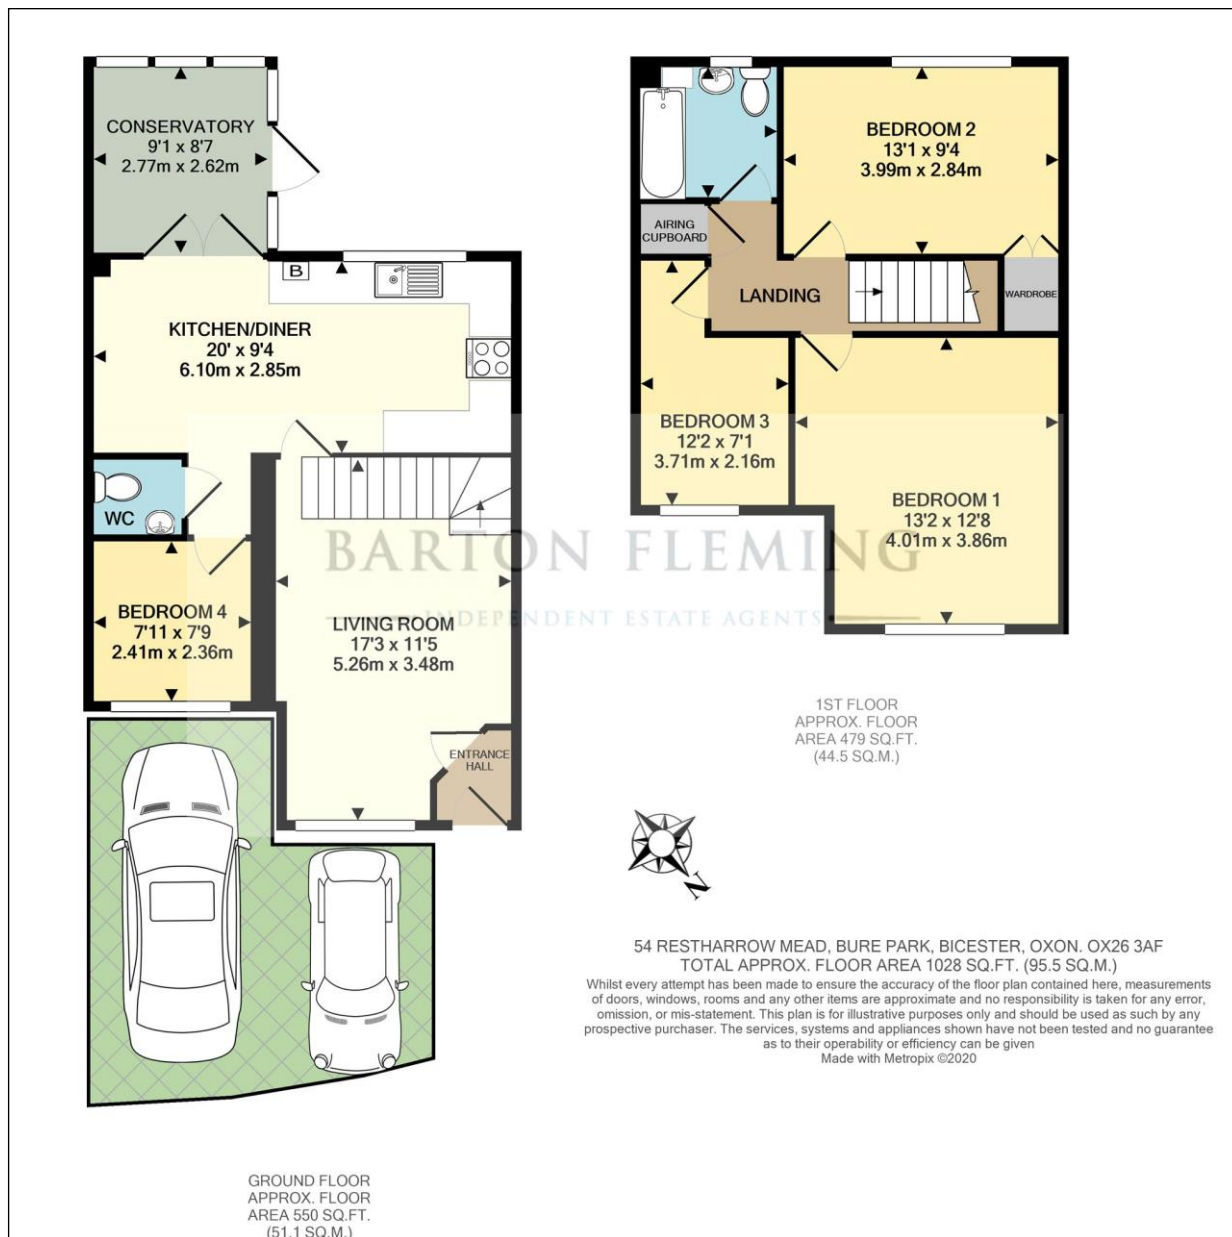 CONSERVATORY
9'1 x 8'7
2.77m x 2.62m
B
KITCHEN/DINER
20' x 9'4
6.10m x 2.85m
WC
BEDROOM 4
7'11 x 7'9
2.41m x 2.36m
LIVING ROOM
17'3 x 11'5
5.26m x 3.48m
ENTRANCE
HALL
BEDROOM 2
13'1 x 9'4
3.99m x 2.84m
AIRING
CUPBOARD
LANDING
WARDROBE
BEDROOM 3
12'2 x 7'1
3.71m x 2.16m
BEDROOM 1
13'2 x 12'8
4.01m x 3.86m
BARTON FLEMING
INDEPENDENT ESTATE AGENTS
1ST FLOOR
APPROX. FLOOR
AREA 479 SQ.FT.
(44.5 SQ.M.)
N
54 RESTHARROW MEAD, BURE PARK, BICESTER, OXON. OX26 3AF
TOTAL APPROX. FLOOR AREA 1028 SQ.FT. (95.5 SQ.M.)
Whilst every attempt has been made to ensure the accuracy of the floor plan contained here, measurements
of doors, windows, rooms and any other items are approximate and no responsibility is taken for any error,
omission, or mis-statement. This plan is for illustrative purposes only and should be used as such by any
prospective purchaser. The services, systems and appliances shown have not been tested and no guarantee
as to their operability or efficiency can be given
Made with Metropix ©2020
GROUND FLOOR
APPROX. FLOOR
AREA 550 SQ.FT.
(51.1 SQ.M.)